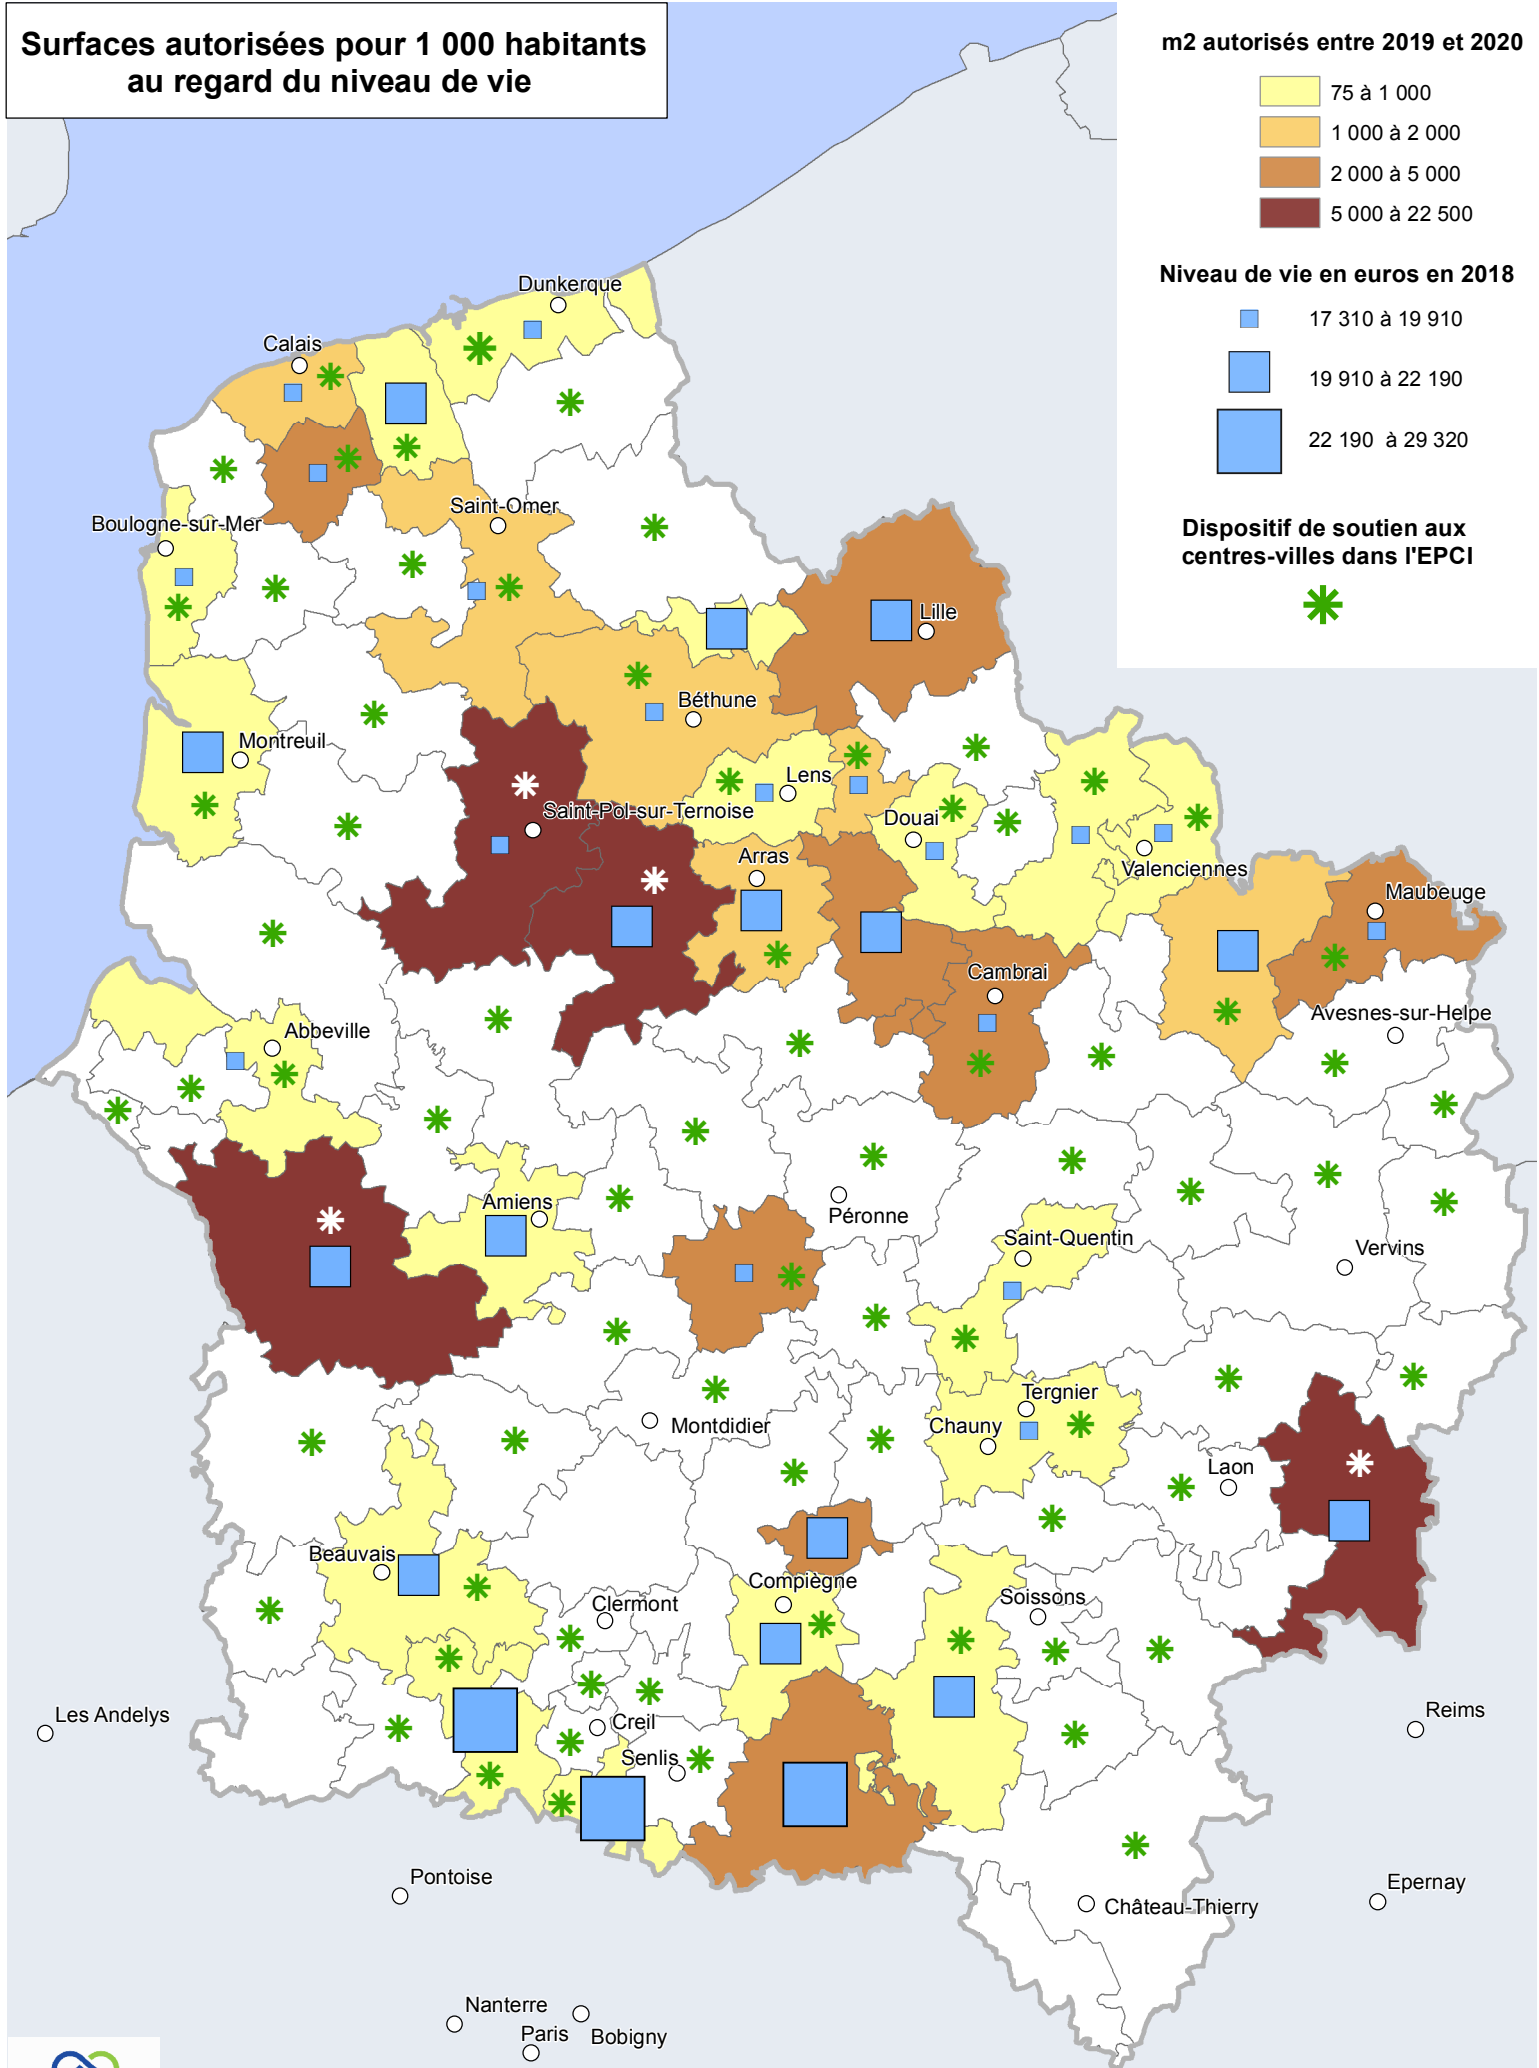 Surfaces autorisées pour 1 000 habitants
au regard du niveau de vie
m2 autorisés entre 2019 et 2020
75 à 1 000
1 000 à 2 000
2 000 à 5 000
5 000 à 22 500
Niveau de vie en euros en 2018
17 310 à 19 910
19 910 à 22 190
22 190 à 29 320
Dispositif de soutien aux
centres-villes dans l'EPCI
Dunkerque
Calais
Saint-Omer
Boulogne-sur-Mer
Lille
Béthune
Montreuil
Lens
Saint-Pol-sur-Ternoise
Douai
Arras
Valenciennes
Maubeuge
Cambrai
Avesnes-sur-Helpe
Abbeville
Amiens
Péronne
Saint-Quentin
Vervins
Tergnier
Montdidier
Chauny
Laon
Beauvais
Compiègne
Clermont
Soissons
Les Andelys
Creil
Reims
Senlis
Pontoise
Epernay
Château-Thierry
Nanterre
Paris
Bobigny